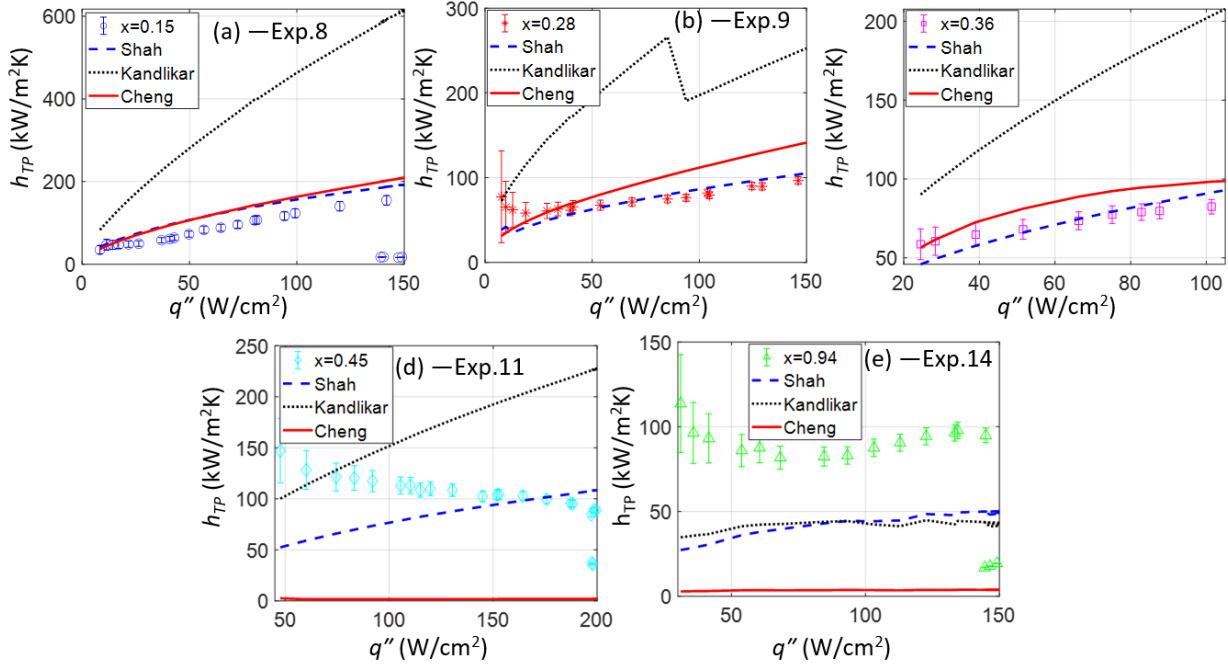 (a) —Exp.8
x=0.15
Shah
Kandlikar
Cheng
h_TP (kW/m²K)
600
400
200
0
0
50
100
150
q″ (W/cm²)
(b) —Exp.9
x=0.28
Shah
Kandlikar
Cheng
h_TP (kW/m²K)
300
200
100
0
0
50
100
150
q″ (W/cm²)
x=0.36
Shah
Kandlikar
Cheng
h_TP (kW/m²K)
200
150
100
50
20
40
60
80
100
q″ (W/cm²)
(d) —Exp.11
x=0.45
Shah
Kandlikar
Cheng
h_TP (kW/m²K)
250
200
150
100
50
0
50
100
150
200
q″ (W/cm²)
(e) —Exp.14
x=0.94
Shah
Kandlikar
Cheng
h_TP (kW/m²K)
150
100
50
0
50
100
150
q″ (W/cm²)